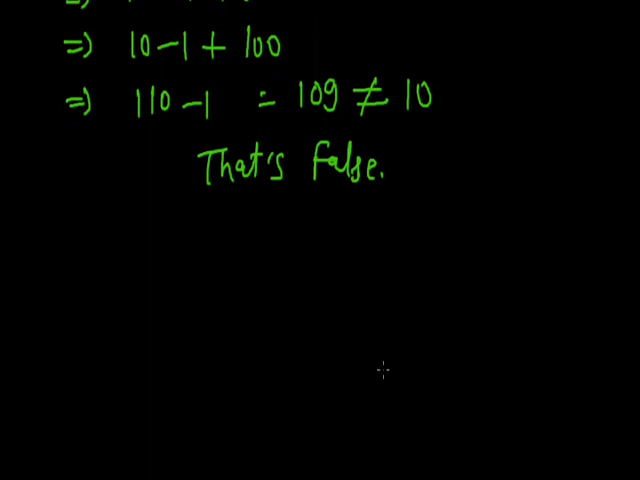 =) 10-1+100
=) 110-1 = 109 ≠ 10
That's false.